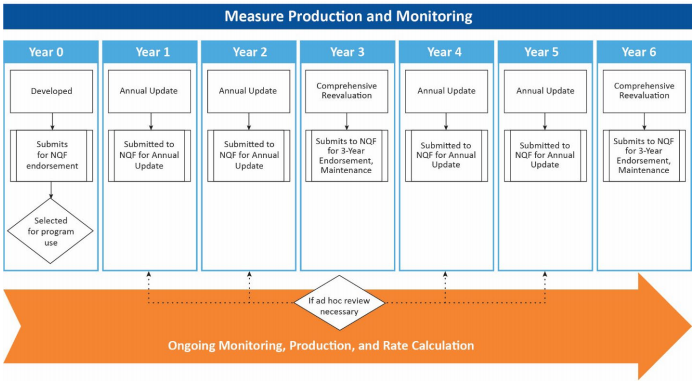 Measure Production and Monitoring
Year 0
Year 1
Year 2
Year 3
Year 4
Year 5
Year 6
Developed
Annual Update
Annual Update
Comprehensive
Reevaluation
Annual Update
Annual Update
Comprehensive
Reevaluation
Submits
for NQF
endorsement
Submitted to
NQF for Annual
Update
Submitted to
NQF for Annual
Update
Submits to NQF
for 3-Year
Endorsement,
Maintenance
Submitted to
NQF for Annual
Update
Submitted to
NQF for Annual
Update
Submits to NQF
for 3-Year
Endorsement,
Maintenance
Selected
for program
use
If ad hoc review
necessary
Ongoing Monitoring, Production, and Rate Calculation